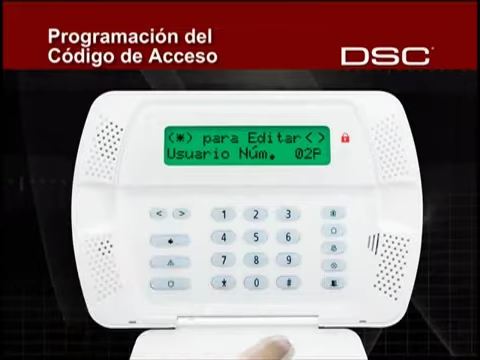 Programación del
Código de Acceso
DSC
(*) para Editar<>
Usuario Núm. 02P
< >
1 2 3
4 5 6
7 8 9
* 0 #